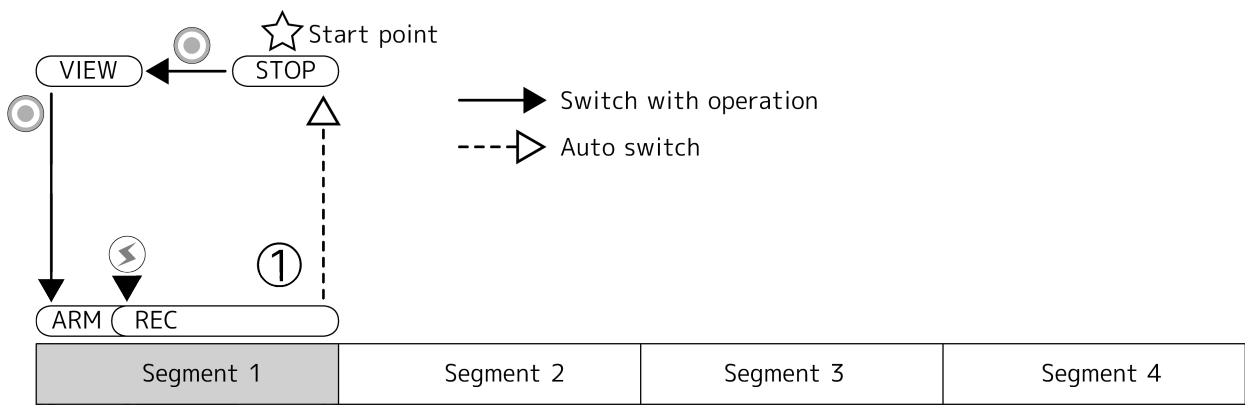 Start point
VIEW
STOP
Switch with operation
Auto switch
①
ARM
REC
Segment 1
Segment 2
Segment 3
Segment 4